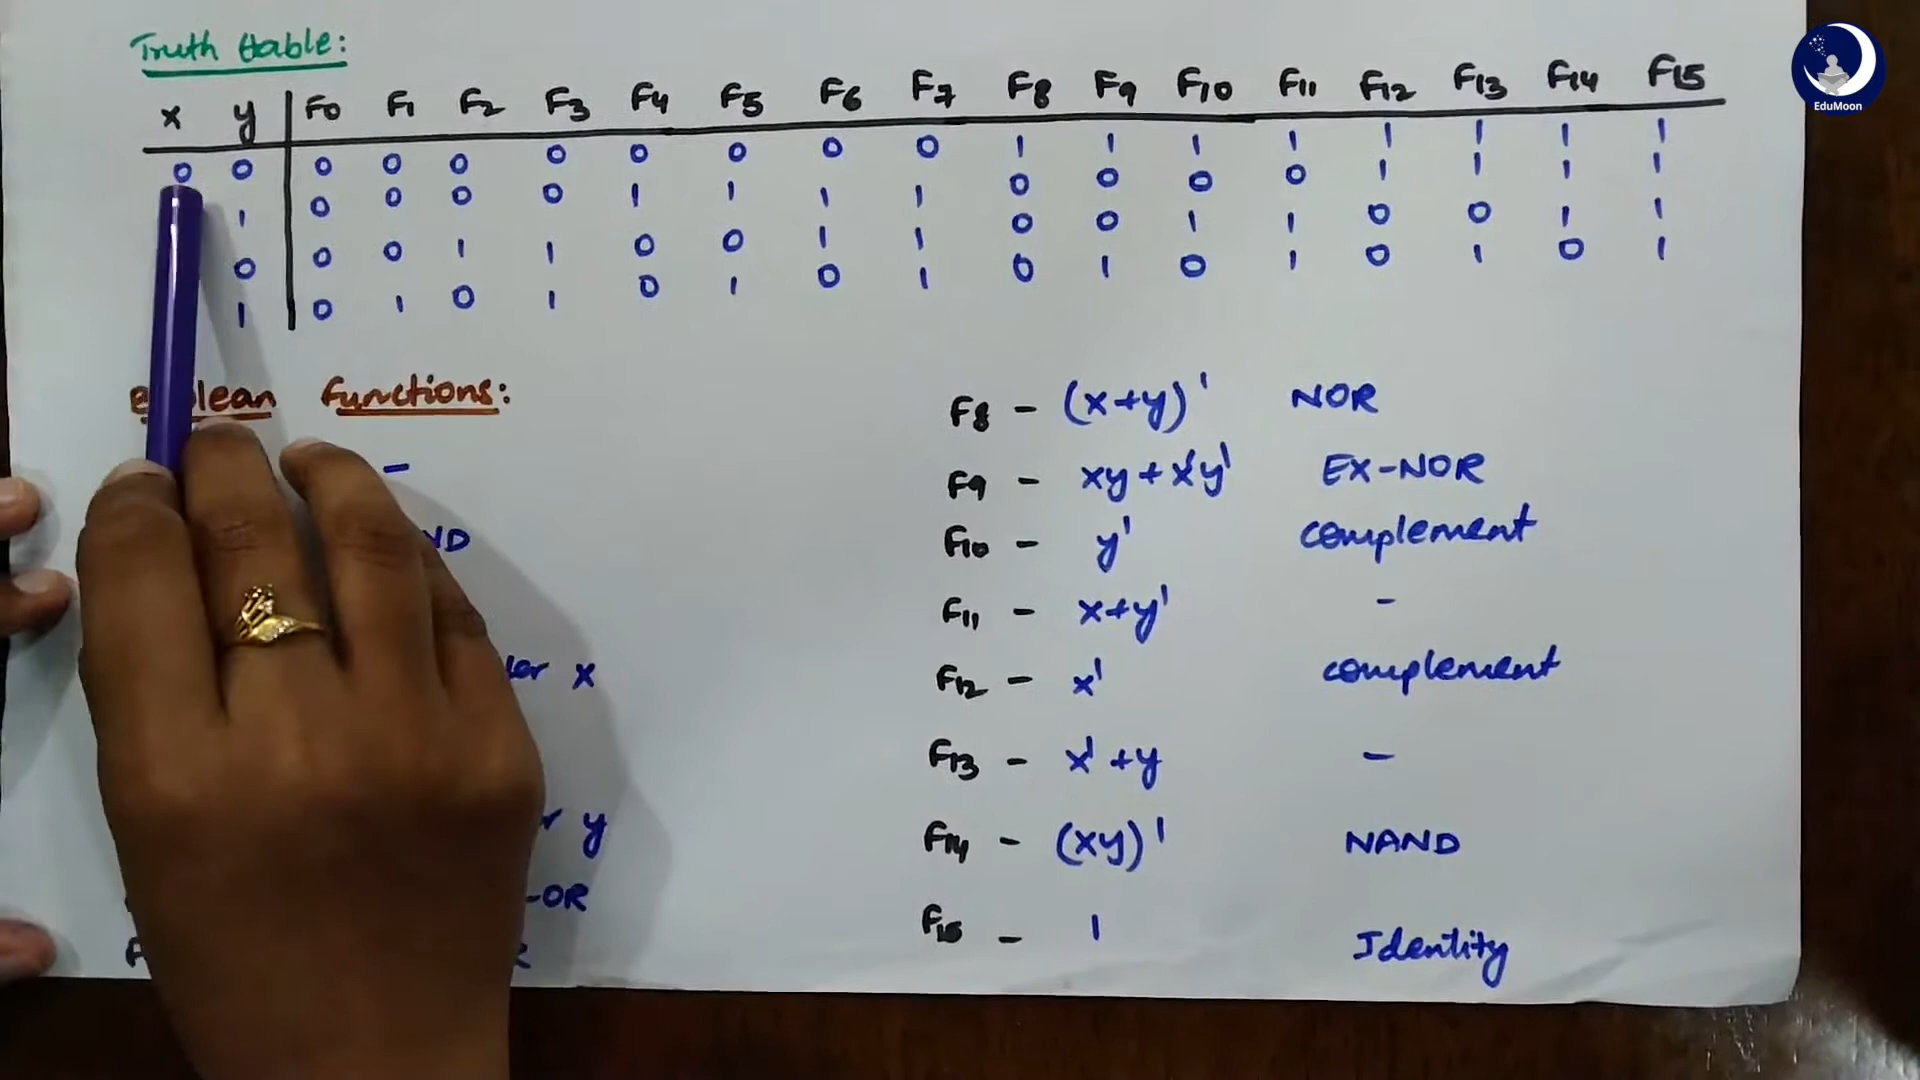 Truth table:
x y F0 F1 F2 F3 F4 F5 F6 F7 F8 F9 F10 F11 F12 F13 F14 F15
0 0 0 0 0 0 0 0 0 0 1 1 1 1 1 1 1 1
1 0 0 0 0 1 1 1 1 0 0 0 0 1 1 1 1
0 0 0 1 1 0 0 1 1 0 0 1 1 0 0 1 1
1 0 1 0 1 0 1 0 1 0 1 0 1 0 1 0 1
Functions:
-
x
y
-OR
F8 - (x+y)' NOR
F9 - xy + x'y' EX-NOR
F10 - y' complement
F11 - x+y' -
F12 - x' complement
F13 - x'+y -
F14 - (xy)' NAND
F15 - 1 Identity
EduMoon